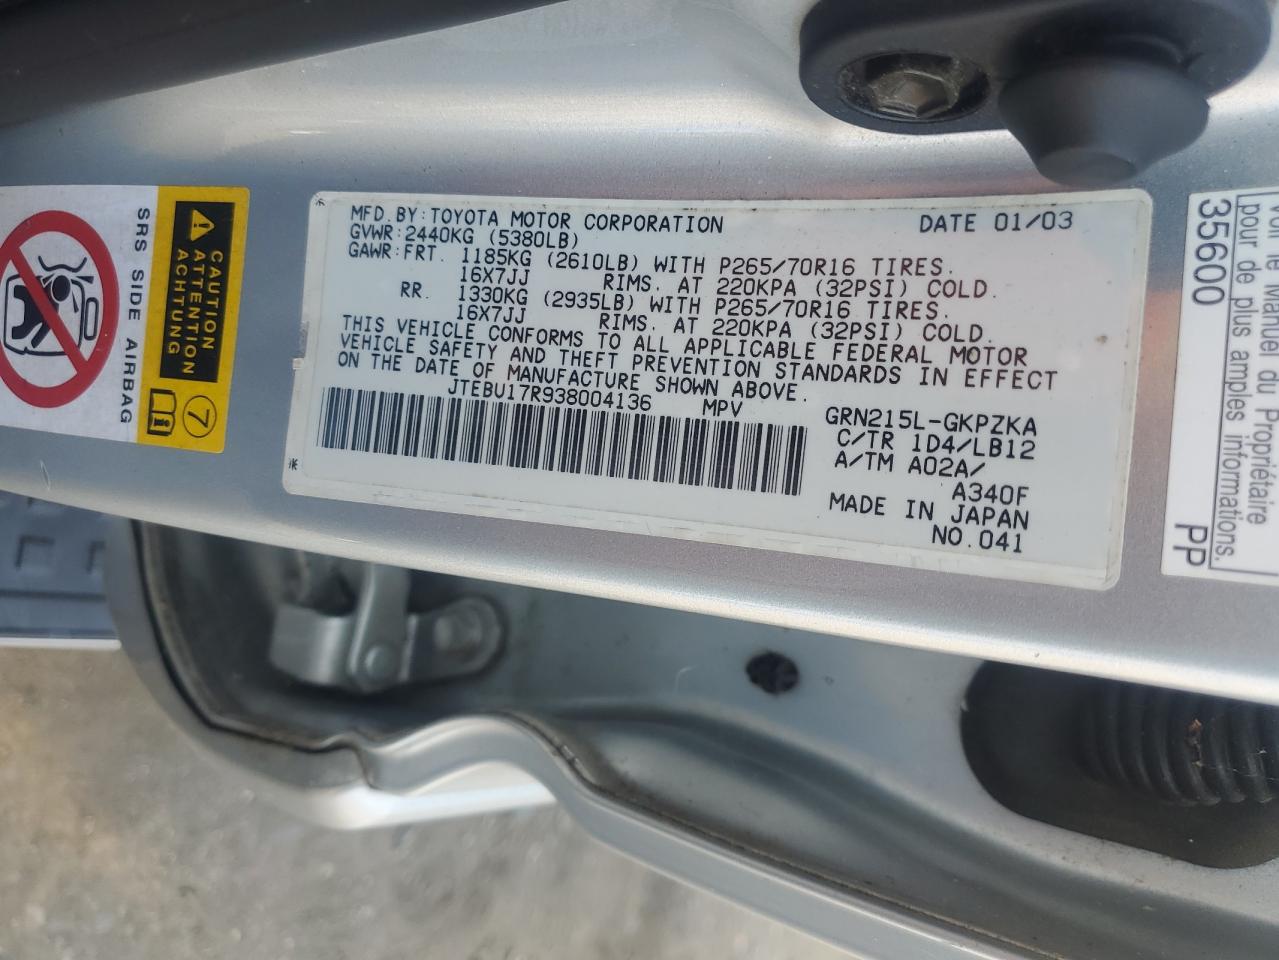 SRS SIDE AIRBAG
CAUTION
ATTENTION
ACHTUNG
7
MFD.BY:TOYOTA MOTOR CORPORATION DATE 01/03
GVWR:2440KG (5380LB)
GAWR:FRT. 1185KG (2610LB) WITH P265/70R16 TIRES.
16X7JJ RIMS. AT 220KPA (32PSI) COLD.
RR. 1330KG (2935LB) WITH P265/70R16 TIRES.
16X7JJ RIMS. AT 220KPA (32PSI) COLD.
THIS VEHICLE CONFORMS TO ALL APPLICABLE FEDERAL MOTOR
VEHICLE SAFETY AND THEFT PREVENTION STANDARDS IN EFFECT
ON THE DATE OF MANUFACTURE SHOWN ABOVE.
JTEBU17R938004136 MPV
GRN215L-GKPZKA
C/TR 1D4/LB12
A/TM A02A/
A340F
MADE IN JAPAN
NO.041
du Propriétaire
pour de plus amples informations.
35600 PP